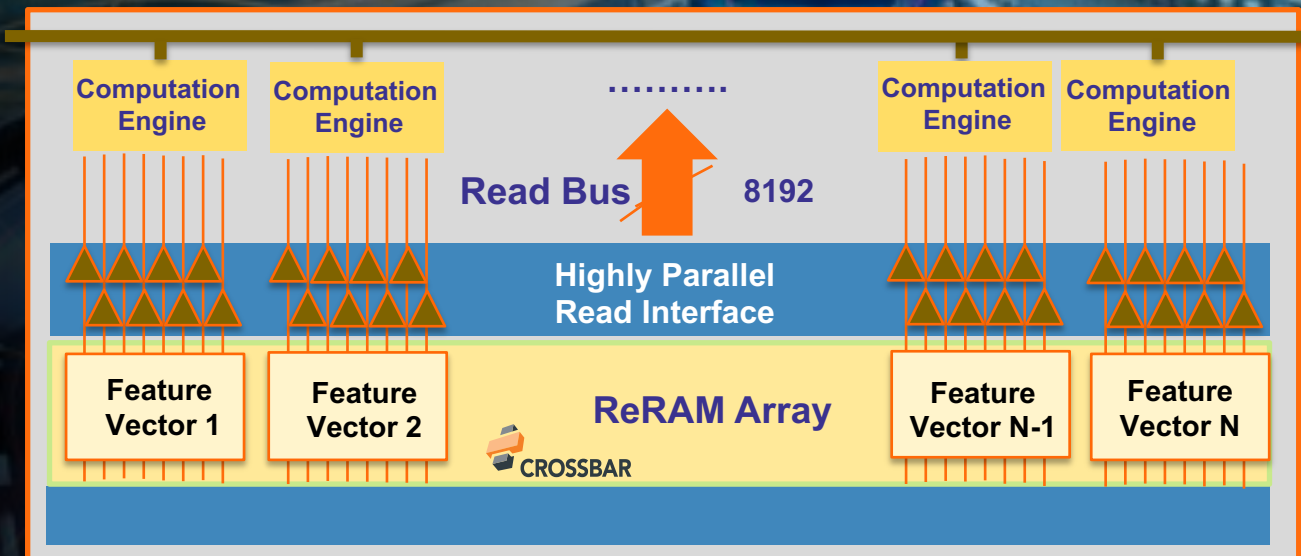 Computation
Engine
Computation
Engine
..........
Computation
Engine
Computation
Engine
Read Bus
8192
Highly Parallel
Read Interface
Feature
Vector 1
Feature
Vector 2
ReRAM Array
CROSSBAR
Feature
Vector N-1
Feature
Vector N